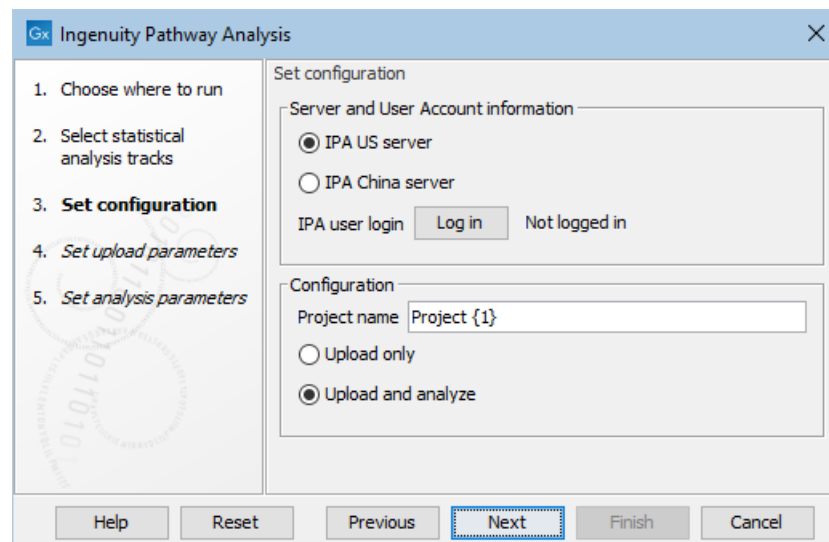 Gx Ingenuity Pathway Analysis
1. Choose where to run
2. Select statistical
analysis tracks
3. Set configuration
4. Set upload parameters
5. Set analysis parameters
Set configuration
Server and User Account information
IPA US server
IPA China server
IPA user login Log in Not logged in
Configuration
Project name Project {1}
Upload only
Upload and analyze
Help Reset Previous Next Finish Cancel